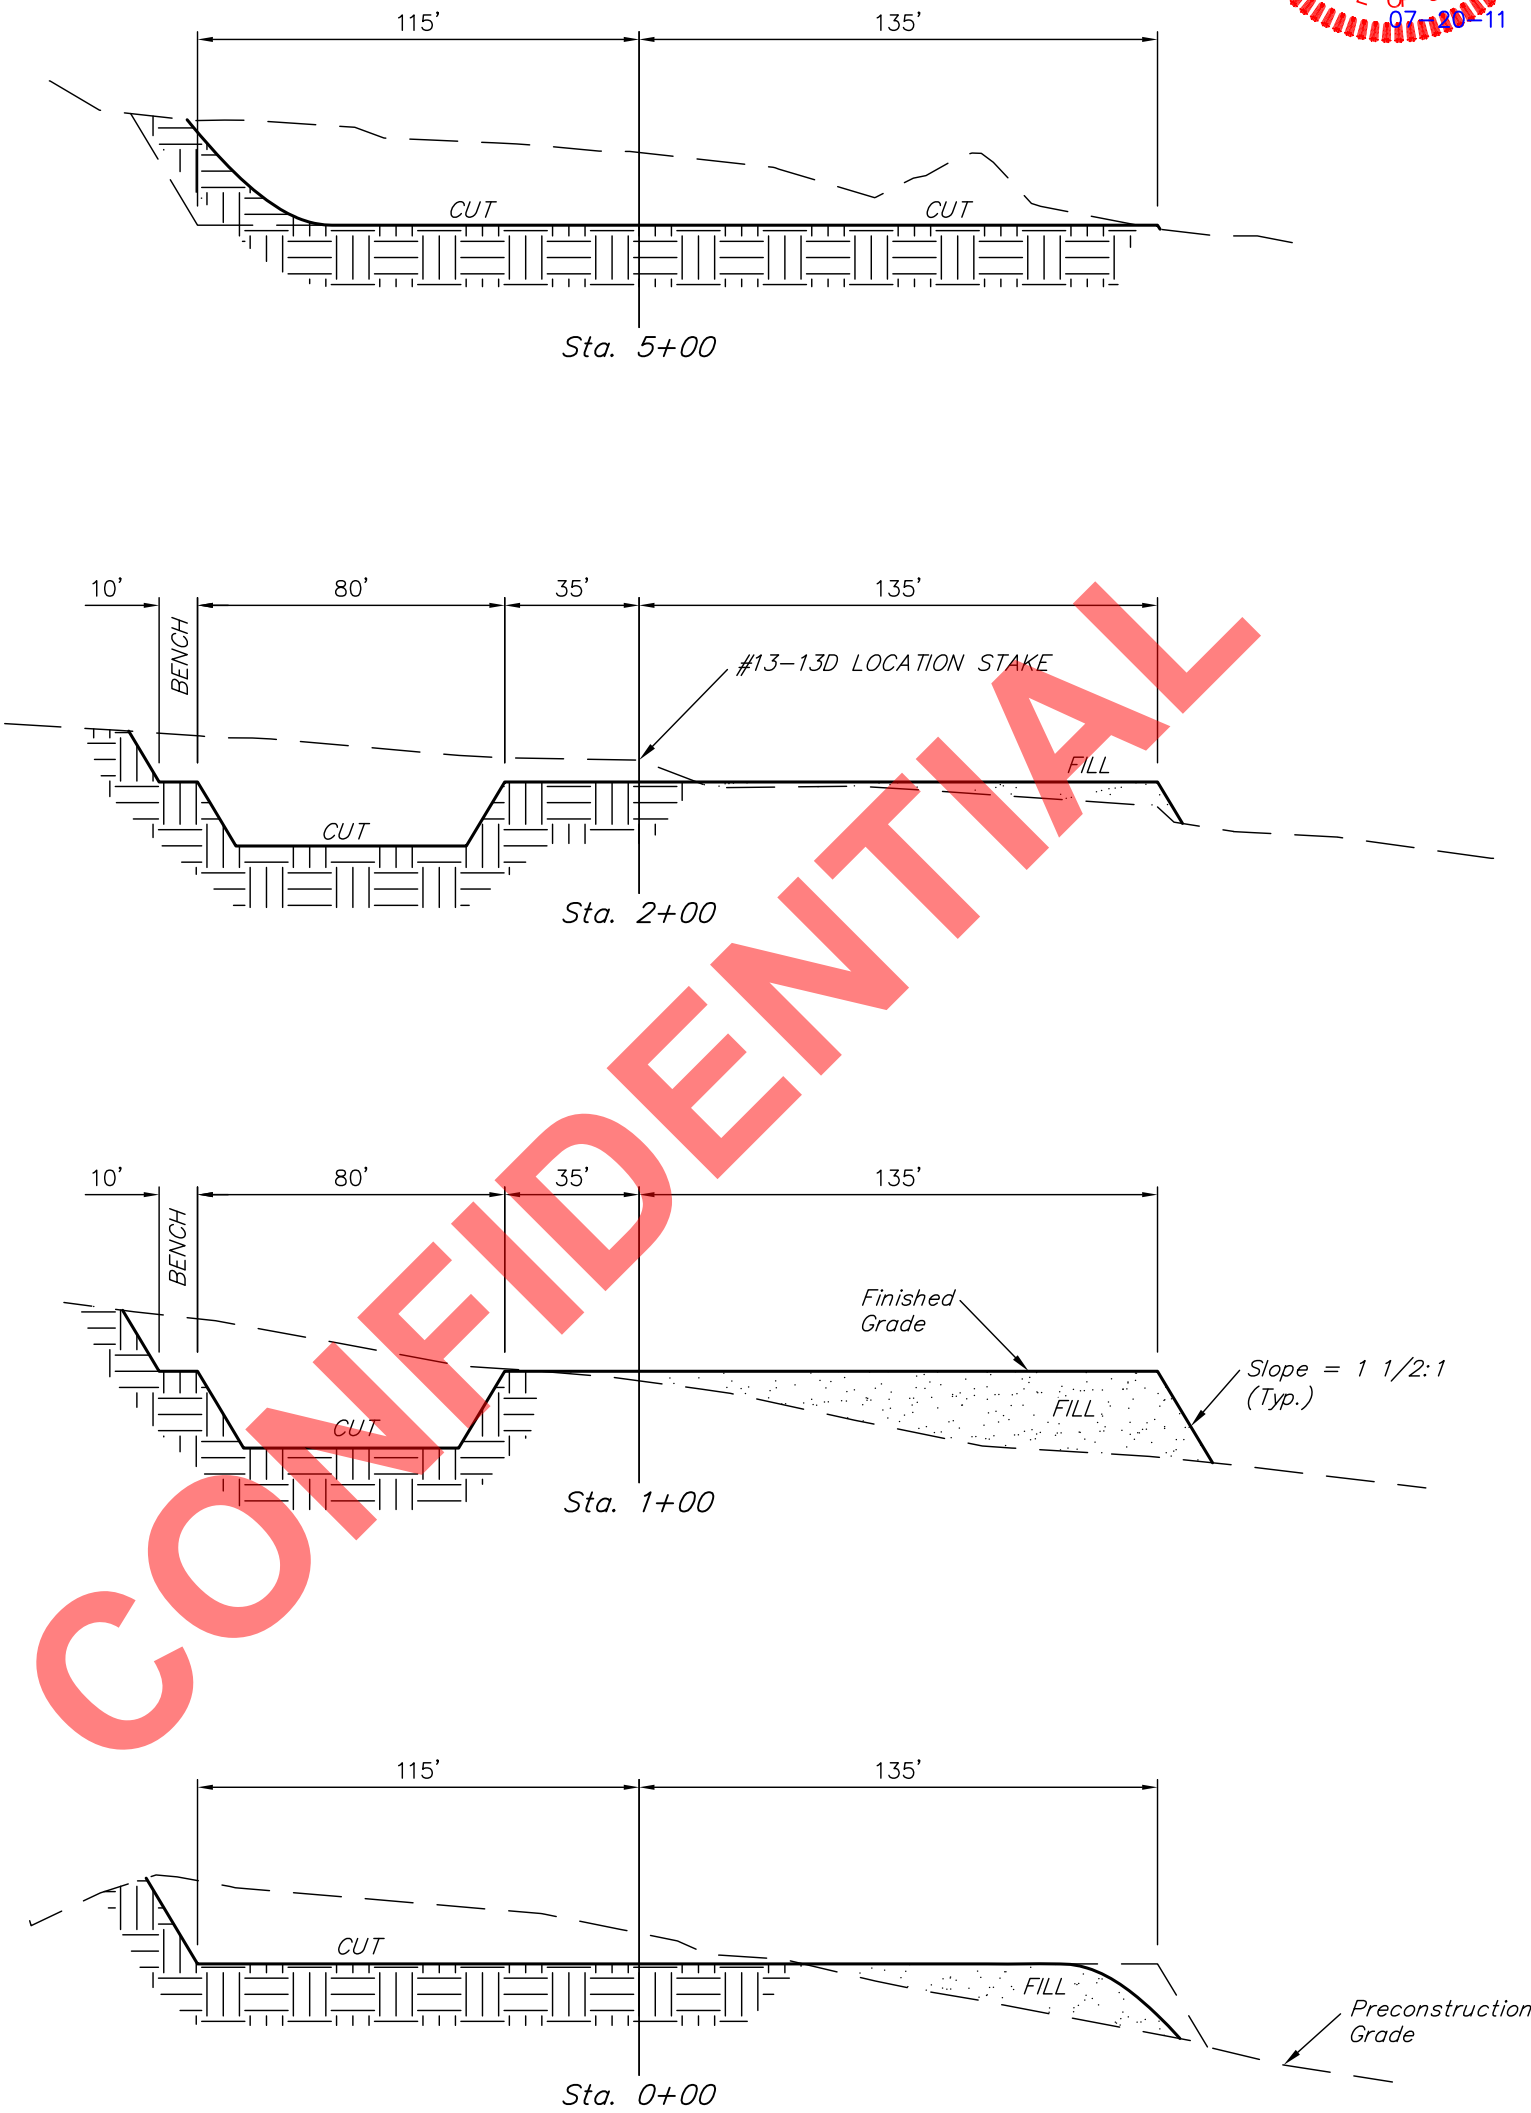 07-20-11
115' 135'
CUT CUT
Sta. 5+00
10' 80' 35' 135'
BENCH
#13-13D LOCATION STAKE
FILL
CUT
Sta. 2+00
CONFIDENTIAL
10' 80' 35' 135'
BENCH
Finished
Grade
Slope = 1 1/2:1
(Typ.)
FILL
CUT
Sta. 1+00
115' 135'
CUT
FILL
Preconstruction
Grade
Sta. 0+00